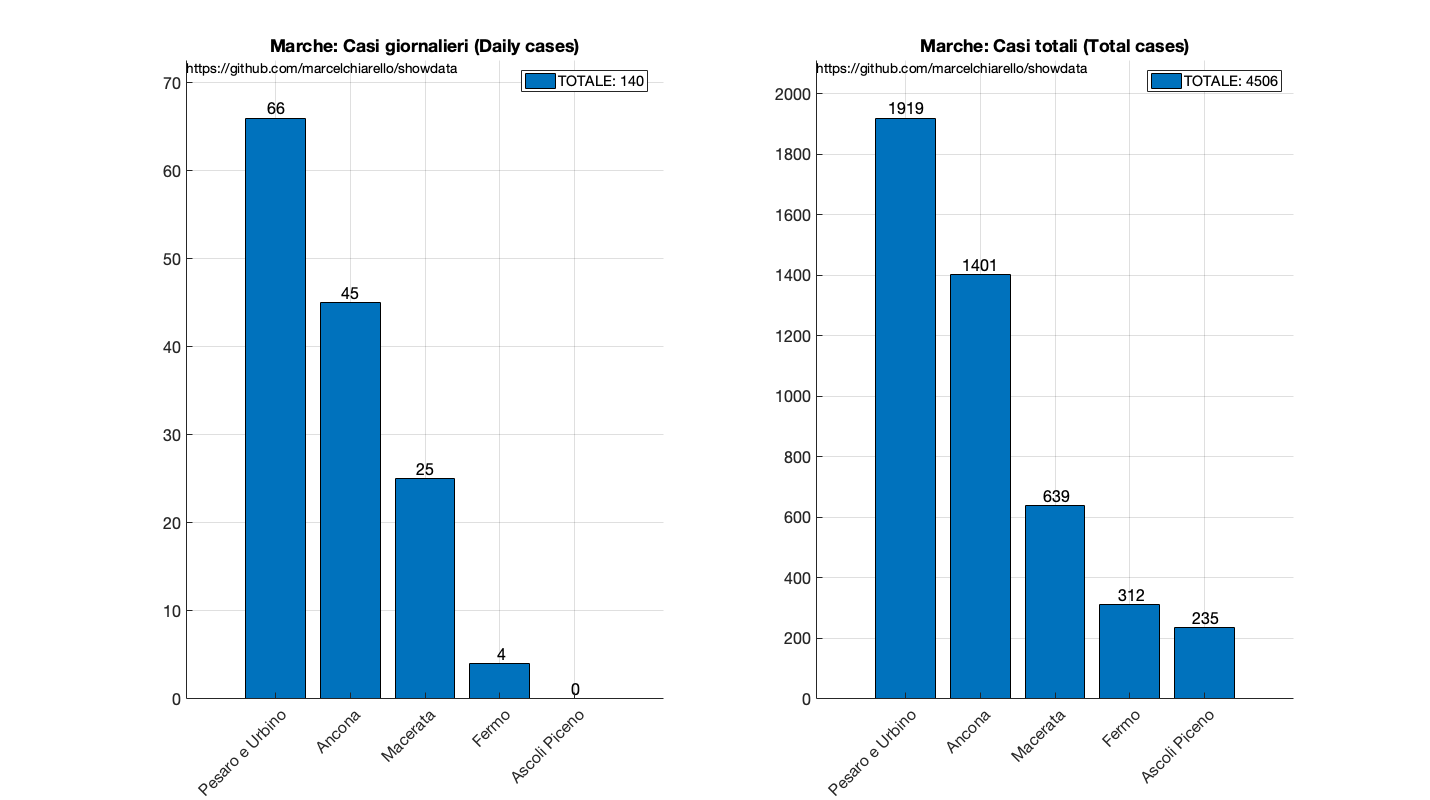 Marche: Casi giornalieri (Daily cases)
https://github.com/marcelchiarello/showdata
TOTALE: 140
70
60
50
40
30
20
10
0
66
45
25
4
0
Pesaro e Urbino
Ancona
Macerata
Fermo
Ascoli Piceno
Marche: Casi totali (Total cases)
https://github.com/marcelchiarello/showdata
TOTALE: 4506
2000
1800
1600
1400
1200
1000
800
600
400
200
0
1919
1401
639
312
235
Pesaro e Urbino
Ancona
Macerata
Fermo
Ascoli Piceno